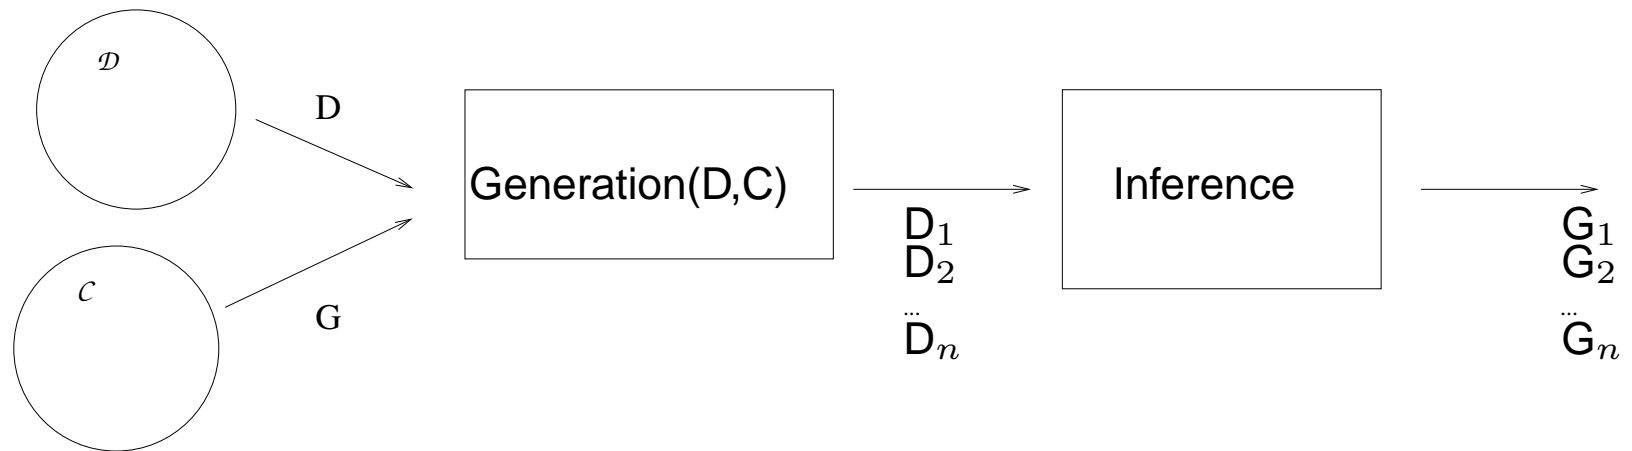 𝒟
D
Generation(D,C)
Inference
D₁
D₂
...
Dₙ
G₁
G₂
...
Gₙ
𝒞
G